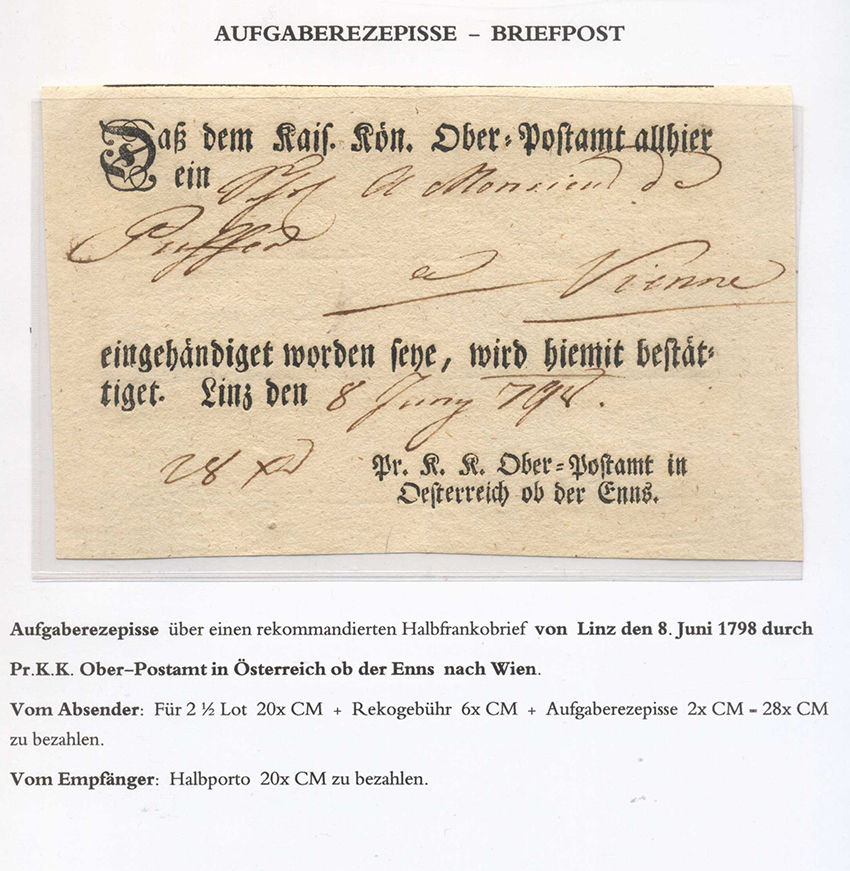 AUFGABEREZEPISSE – BRIEFPOST
Daß dem Kais. Kön. Ober-Postamt allhier
ein A Monsieur de
a Vienne
eingehändiget worden seye, wird hiemit bestät-
tiget. Linz den 8 Juny 798.
28 x Pr. K. K. Ober-Postamt in
Oesterreich ob der Enns.
Aufgaberezepisse über einen rekommandierten Halbfrankobrief von Linz den 8. Juni 1798 durch
Pr.K.K. Ober-Postamt in Österreich ob der Enns nach Wien.
Vom Absender: Für 2 ½ Lot 20x CM + Rekogebühr 6x CM + Aufgaberezepisse 2x CM = 28x CM
zu bezahlen.
Vom Empfänger: Halbporto 20x CM zu bezahlen.